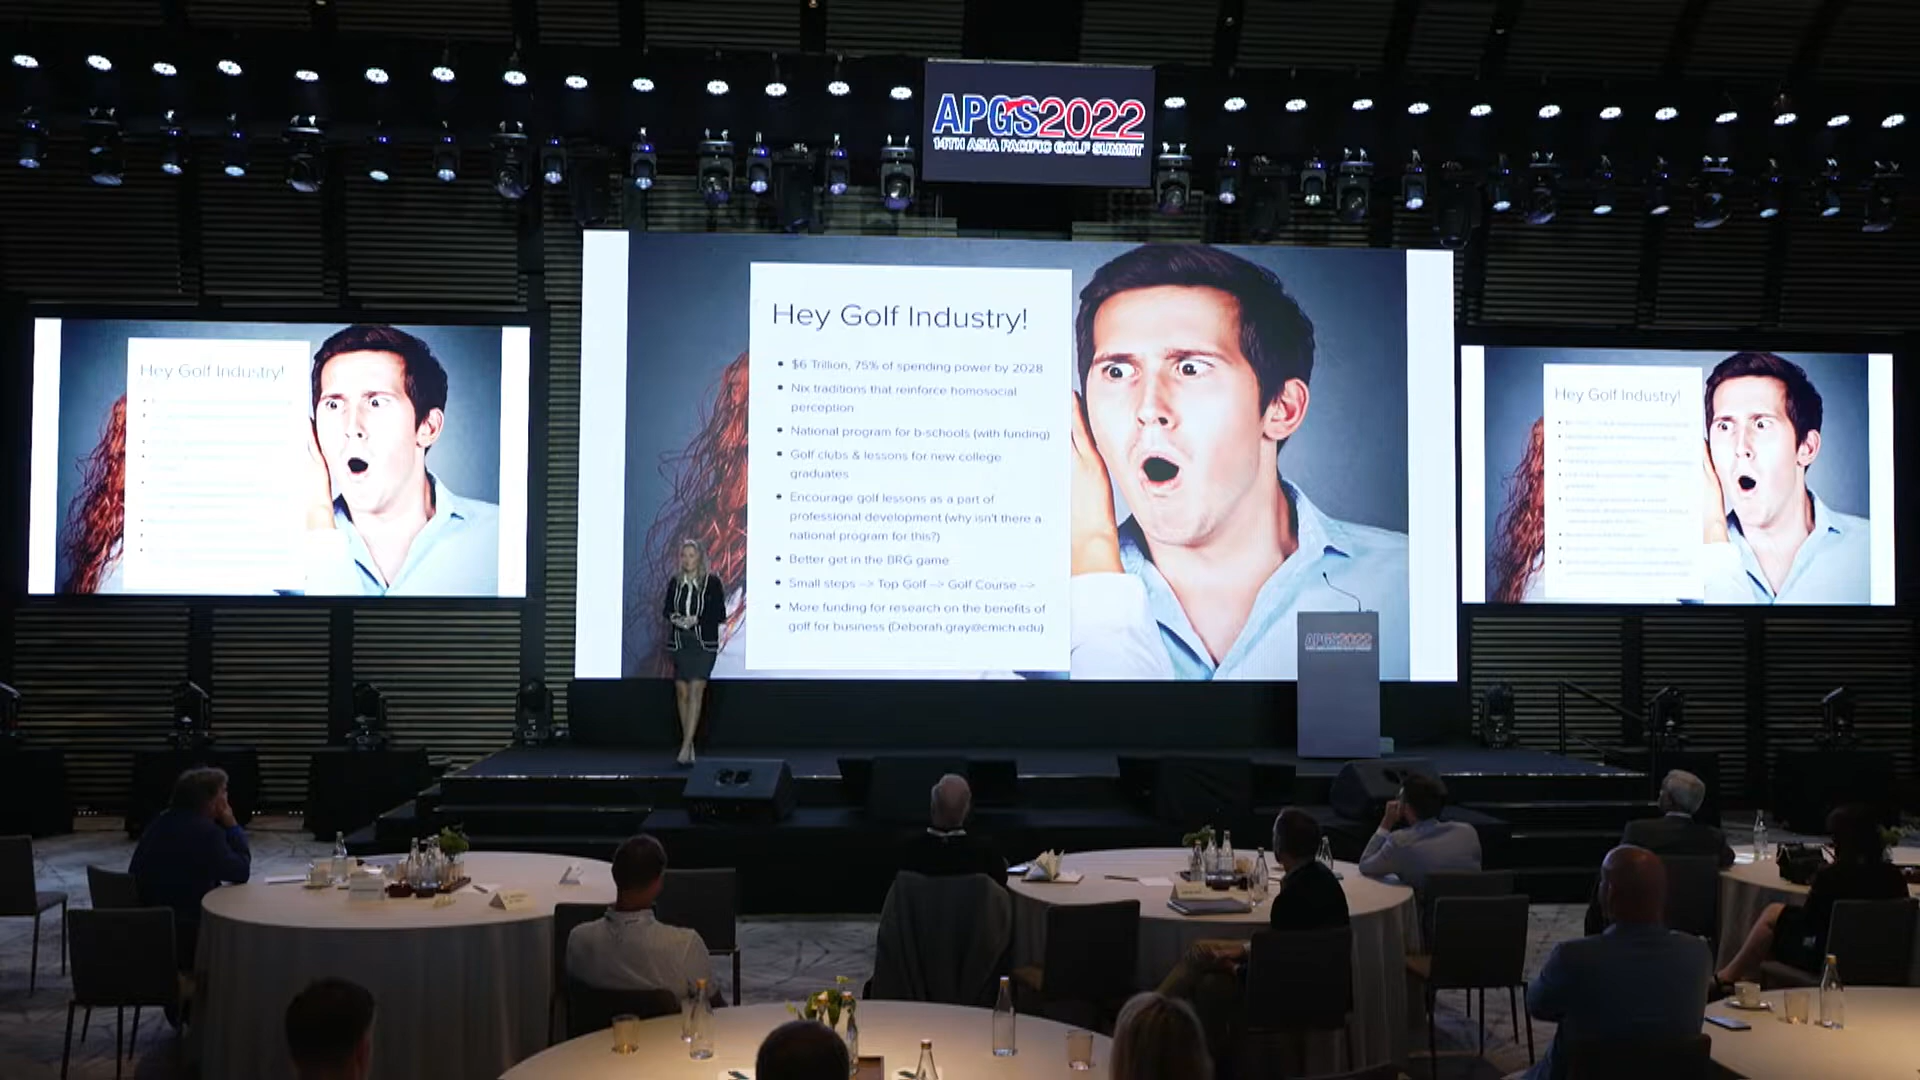 APGS2022
14TH ASIA PACIFIC GOLF SUMMIT
Hey Golf Industry!
• $6 Trillion, 75% of spending power by 2028
• Nix traditions that reinforce homosocial
perception
• National program for b-schools (with funding)
• Golf clubs & lessons for new college
graduates
• Encourage golf lessons as a part of
professional development (why isn't there a
national program for this?)
• Better get in the BRG game
• Small steps --> Top Golf --> Golf Course -->
• More funding for research on the benefits of
golf for business (Deborah.gray@cmich.edu)
Hey Golf Industry!
Hey Golf Industry!
APGS2022